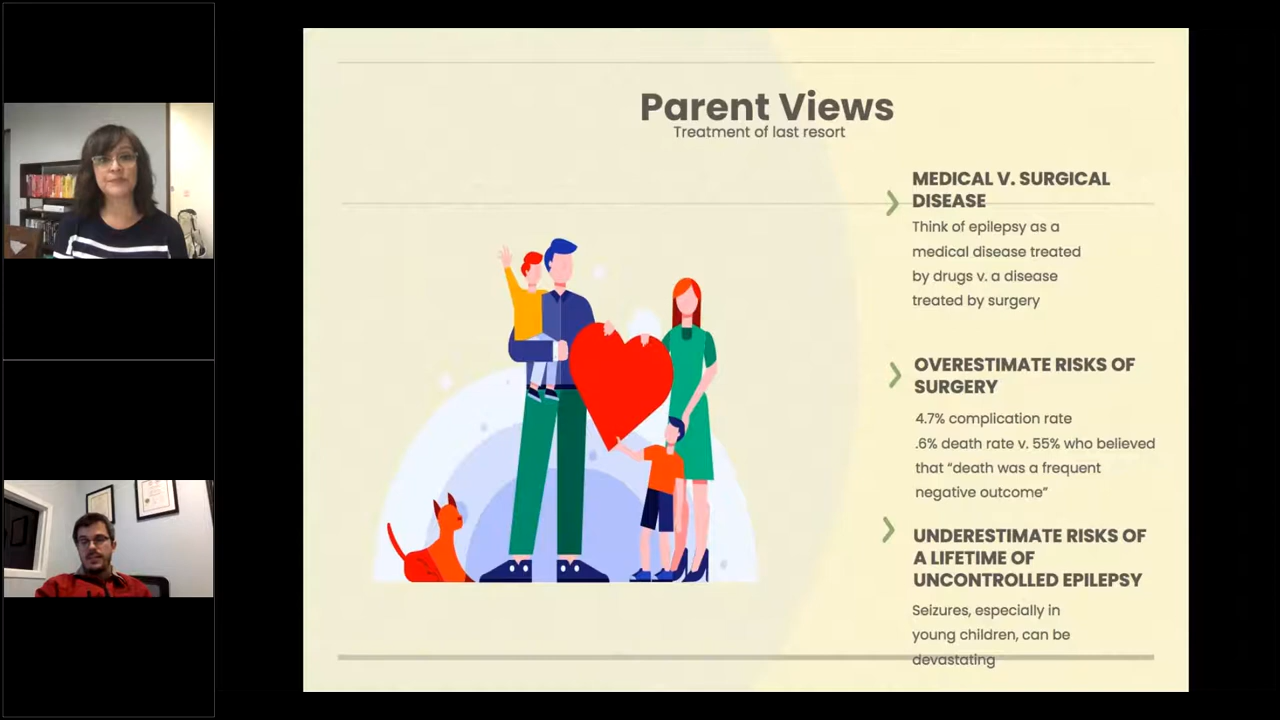 Parent Views
Treatment of last resort
MEDICAL V. SURGICAL
DISEASE
Think of epilepsy as a
medical disease treated
by drugs v. a disease
treated by surgery
OVERESTIMATE RISKS OF
SURGERY
4.7% complication rate
.6% death rate v. 55% who believed
that “death was a frequent
negative outcome”
UNDERESTIMATE RISKS OF
A LIFETIME OF
UNCONTROLLED EPILEPSY
Seizures, especially in
young children, can be
devastating